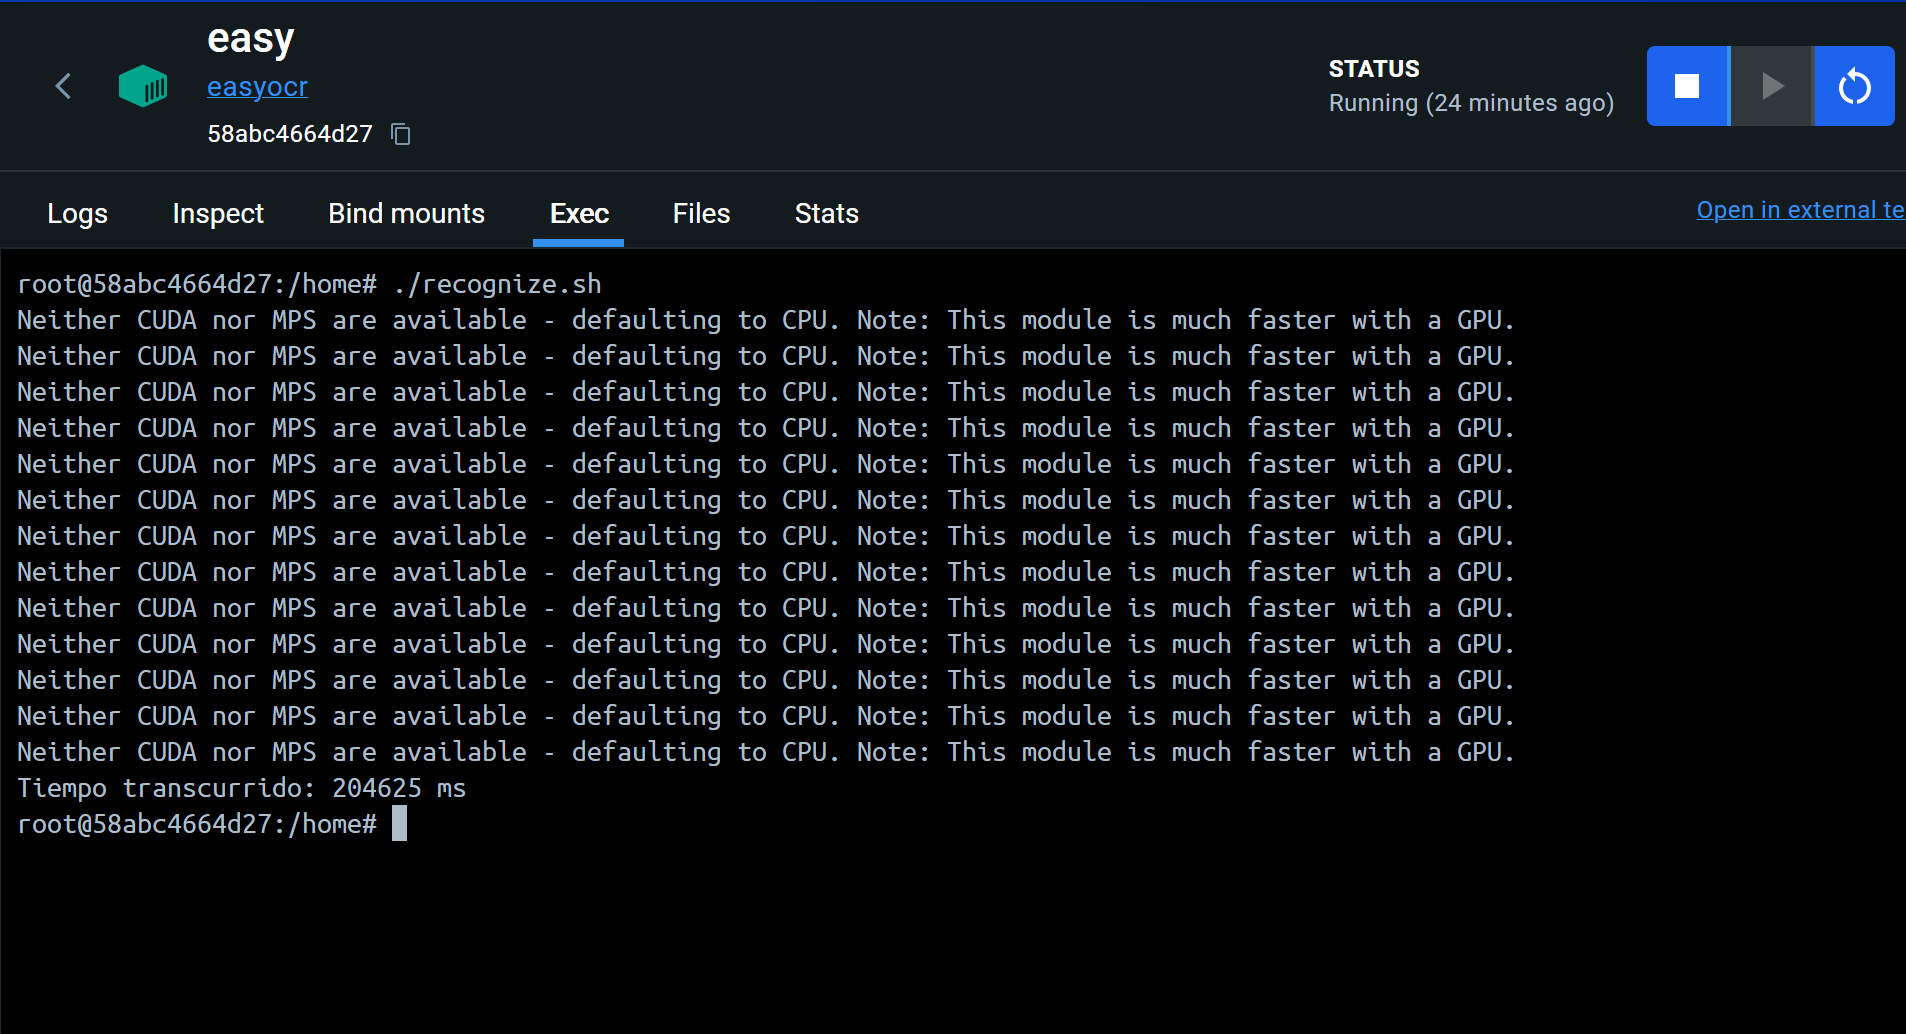 easy
easyocr
58abc4664d27
STATUS
Running (24 minutes ago)
Logs Inspect Bind mounts Exec Files Stats Open in external te
root@58abc4664d27:/home# ./recognize.sh
Neither CUDA nor MPS are available - defaulting to CPU. Note: This module is much faster with a GPU.
Neither CUDA nor MPS are available - defaulting to CPU. Note: This module is much faster with a GPU.
Neither CUDA nor MPS are available - defaulting to CPU. Note: This module is much faster with a GPU.
Neither CUDA nor MPS are available - defaulting to CPU. Note: This module is much faster with a GPU.
Neither CUDA nor MPS are available - defaulting to CPU. Note: This module is much faster with a GPU.
Neither CUDA nor MPS are available - defaulting to CPU. Note: This module is much faster with a GPU.
Neither CUDA nor MPS are available - defaulting to CPU. Note: This module is much faster with a GPU.
Neither CUDA nor MPS are available - defaulting to CPU. Note: This module is much faster with a GPU.
Neither CUDA nor MPS are available - defaulting to CPU. Note: This module is much faster with a GPU.
Neither CUDA nor MPS are available - defaulting to CPU. Note: This module is much faster with a GPU.
Neither CUDA nor MPS are available - defaulting to CPU. Note: This module is much faster with a GPU.
Neither CUDA nor MPS are available - defaulting to CPU. Note: This module is much faster with a GPU.
Neither CUDA nor MPS are available - defaulting to CPU. Note: This module is much faster with a GPU.
Tiempo transcurrido: 204625 ms
root@58abc4664d27:/home#